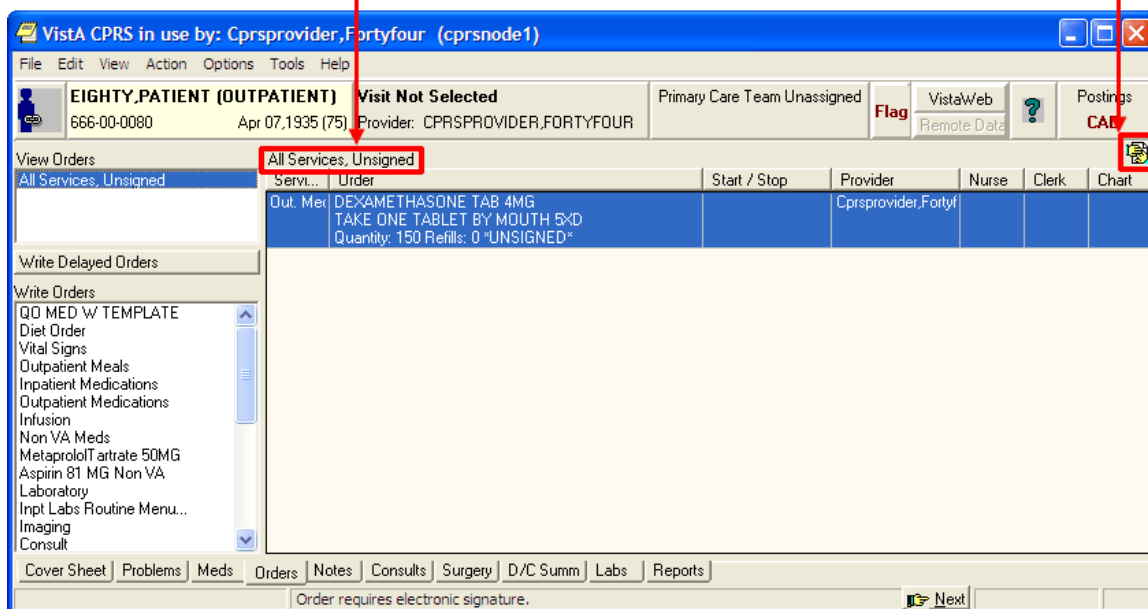 VistA CPRS in use by: Cprsprovider,Fortyfour (cprsnode1)
File Edit View Action Options Tools Help
EIGHTY,PATIENT (OUTPATIENT) Visit Not Selected Primary Care Team Unassigned Flag VistaWeb Postings
666-00-0080 Apr 07,1935 (75) Provider: CPRSPROVIDER,FORTYFOUR Remote Data ? CAD
View Orders
All Services, Unsigned
All Services, Unsigned
Servi... Order Start / Stop Provider Nurse Clerk Chart
Out. Med DEXAMETHASONE TAB 4MG Cprsprovider,Fortyf
TAKE ONE TABLET BY MOUTH 5XD
Quantity: 150 Refills: 0 *UNSIGNED*
Write Delayed Orders
Write Orders
QO MED W TEMPLATE
Diet Order
Vital Signs
Outpatient Meals
Inpatient Medications
Outpatient Medications
Infusion
Non VA Meds
MetaprololTartrate 50MG
Aspirin 81 MG Non VA
Laboratory
Inpt Labs Routine Menu...
Imaging
Consult
Cover Sheet Problems Meds Orders Notes Consults Surgery D/C Summ Labs Reports
Order requires electronic signature. Next